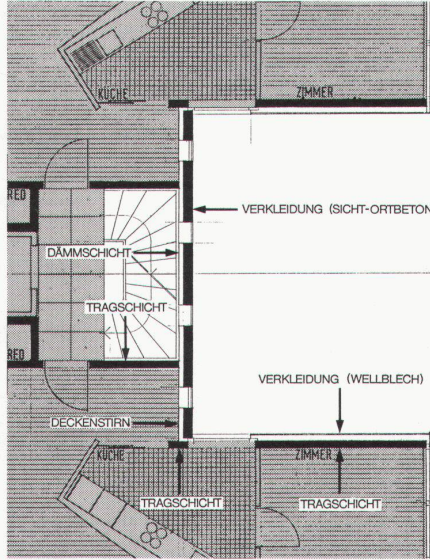 KÜCHE
ZIMMER
RED
VERKLEIDUNG (SICHT-ORTBETON
DÄMMSCHICHT
TRAGSCHICHT
RED
VERKLEIDUNG (WELLBLECH)
DECKENSTIRN
KÜCHE
ZIMMER
TRAGSCHICHT
TRAGSCHICHT